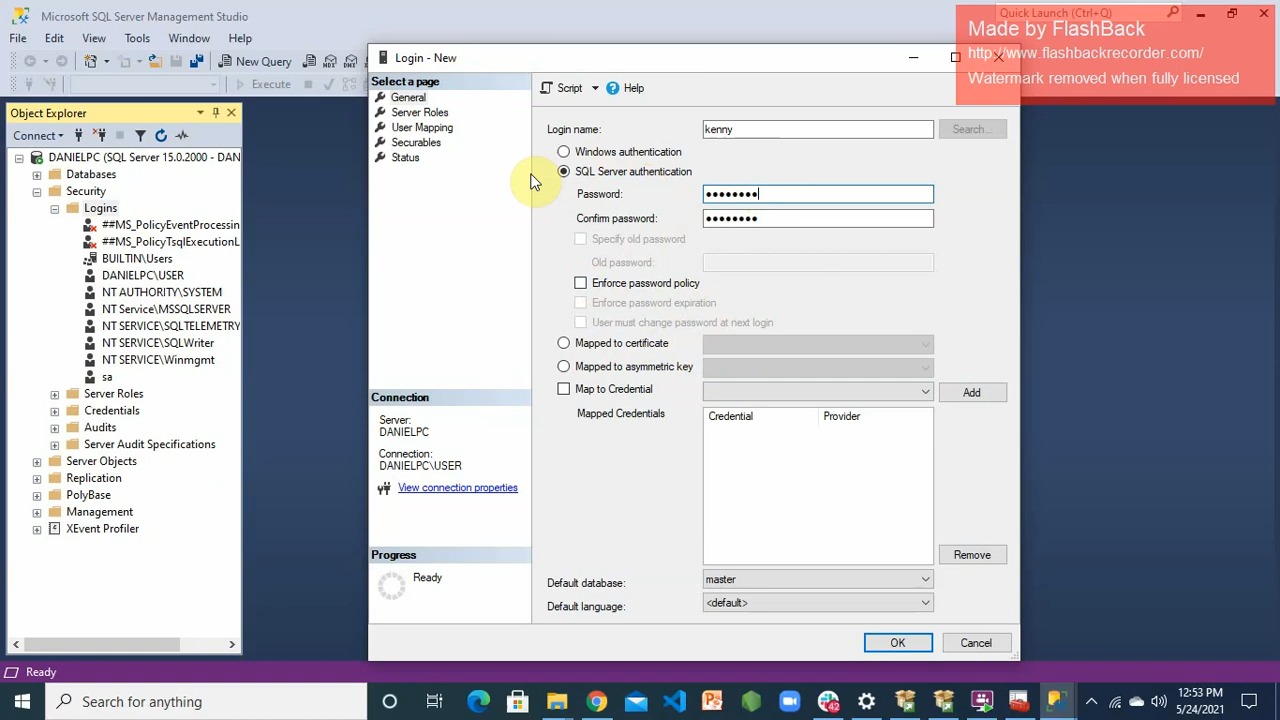 Microsoft SQL Server Management Studio
Quick Launch (Ctrl+Q)
Made by FlashBack
http://www.flashbackrecorder.com/
Watermark removed when fully licensed
File Edit View Tools Window Help
New Query
MDX DMX XML
Execute
Object Explorer
Connect
DANIELPC (SQL Server 15.0.2000 - DAN
Databases
Security
Logins
##MS_PolicyEventProcessin
##MS_PolicyTsqlExecutionL
BUILTIN\Users
DANIELPC\USER
NT AUTHORITY\SYSTEM
NT Service\MSSQLSERVER
NT SERVICE\SQLTELEMETRY
NT SERVICE\SQLWriter
NT SERVICE\Winmgmt
sa
Server Roles
Credentials
Audits
Server Audit Specifications
Server Objects
Replication
PolyBase
Management
XEvent Profiler
Login - New
Select a page
General
Server Roles
User Mapping
Securables
Status
Connection
Server:
DANIELPC
Connection:
DANIELPC\USER
View connection properties
Progress
Ready
Script Help
Login name: kenny Search...
Windows authentication
SQL Server authentication
Password: ●●●●●●●●
Confirm password: ●●●●●●●●
Specify old password
Old password:
Enforce password policy
Enforce password expiration
User must change password at next login
Mapped to certificate
Mapped to asymmetric key
Map to Credential Add
Mapped Credentials Credential Provider
Remove
Default database: master
Default language: <default>
OK Cancel
Ready
Search for anything
42
12:53 PM
5/24/2021